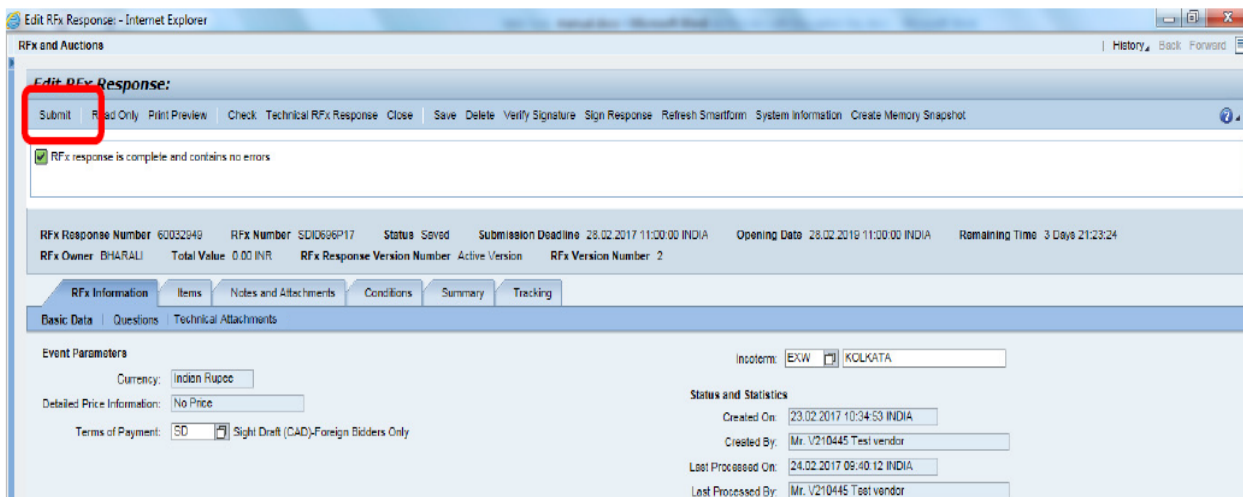 Edit RFx Response: - Internet Explorer
RFx and Auctions
History Back Forward
Edit RFx Response:
Submit Read Only Print Preview Check Technical RFx Response Close Save Delete Verify Signature Sign Response Refresh Smartform System Information Create Memory Snapshot
RFx response is complete and contains no errors
RFx Response Number 60032949 RFx Number SDI0696P17 Status Saved Submission Deadline 28.02.2017 11:00:00 INDIA Opening Date 28.02.2019 11:00:00 INDIA Remaining Time 3 Days 21:23:24
RFx Owner BHARALI Total Value 0.00 INR RFx Response Version Number Active Version RFx Version Number 2
RFx Information Items Notes and Attachments Conditions Summary Tracking
Basic Data Questions Technical Attachments
Event Parameters
Incoterm: EXW KOLKATA
Currency: Indian Rupee
Status and Statistics
Detailed Price Information: No Price
Created On: 23.02.2017 10:34:53 INDIA
Terms of Payment: SD Sight Draft (CAD)-Foreign Bidders Only
Created By: Mr. V210445 Test vendor
Last Processed On: 24.02.2017 09:40:12 INDIA
Last Processed By: Mr. V210445 Test vendor